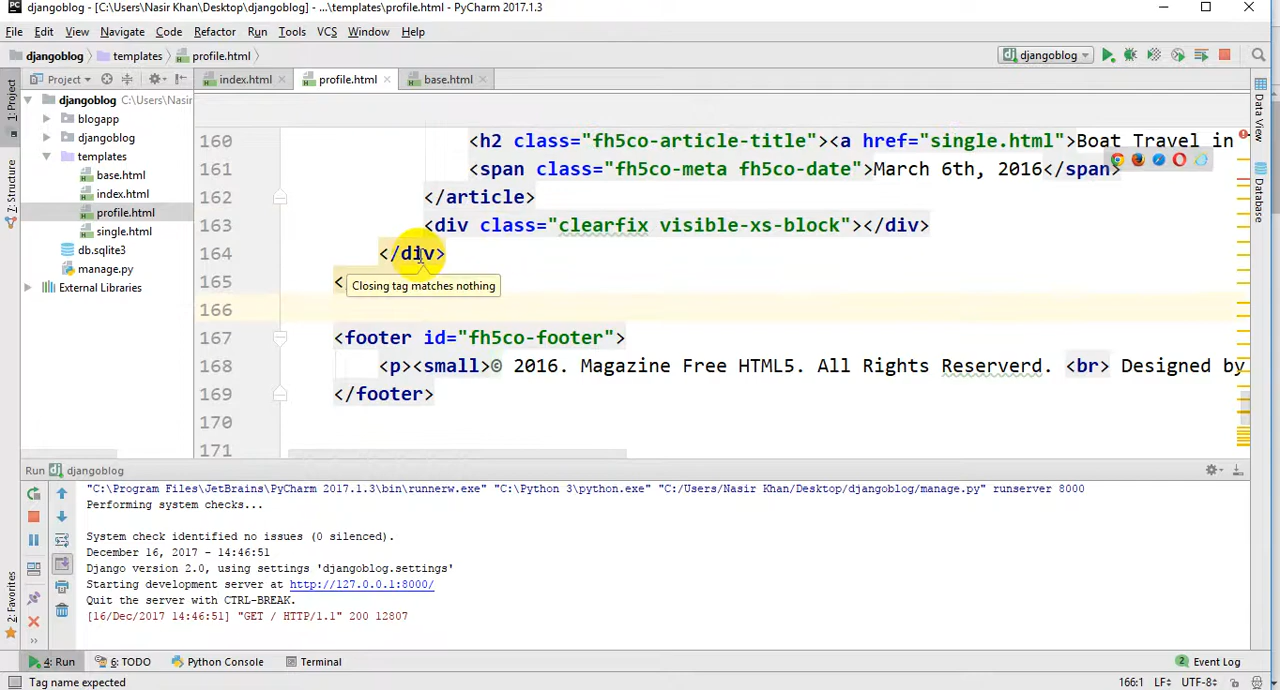 djangoblog - [C:\Users\Nasir Khan\Desktop\djangoblog] - ...\templates\profile.html - PyCharm 2017.1.3
File Edit View Navigate Code Refactor Run Tools VCS Window Help
djangoblog templates profile.html djangoblog
Project index.html profile.html base.html
1: Project
Z: Structure
2: Favorites
Data View
Database
djangoblog C:\Users\Nasir
blogapp
djangoblog
templates
base.html
index.html
profile.html
single.html
db.sqlite3
manage.py
External Libraries
160 <h2 class="fh5co-article-title"><a href="single.html">Boat Travel in
161 <span class="fh5co-meta fh5co-date">March 6th, 2016</span>
162 </article>
163 <div class="clearfix visible-xs-block"></div>
164 </div>
165 <
Closing tag matches nothing
166
167 <footer id="fh5co-footer">
168 <p><small>© 2016. Magazine Free HTML5. All Rights Reserverd. <br> Designed by
169 </footer>
170
171
Run djangoblog
"C:\Program Files\JetBrains\PyCharm 2017.1.3\bin\runnerw.exe" "C:\Python 3\python.exe" "C:/Users/Nasir Khan/Desktop/djangoblog/manage.py" runserver 8000
Performing system checks...
System check identified no issues (0 silenced).
December 16, 2017 - 14:46:51
Django version 2.0, using settings 'djangoblog.settings'
Starting development server at http://127.0.0.1:8000/
Quit the server with CTRL-BREAK.
[16/Dec/2017 14:46:51] "GET / HTTP/1.1" 200 12807
4: Run 6: TODO Python Console Terminal 2 Event Log
Tag name expected 166:1 LF÷ UTF-8÷